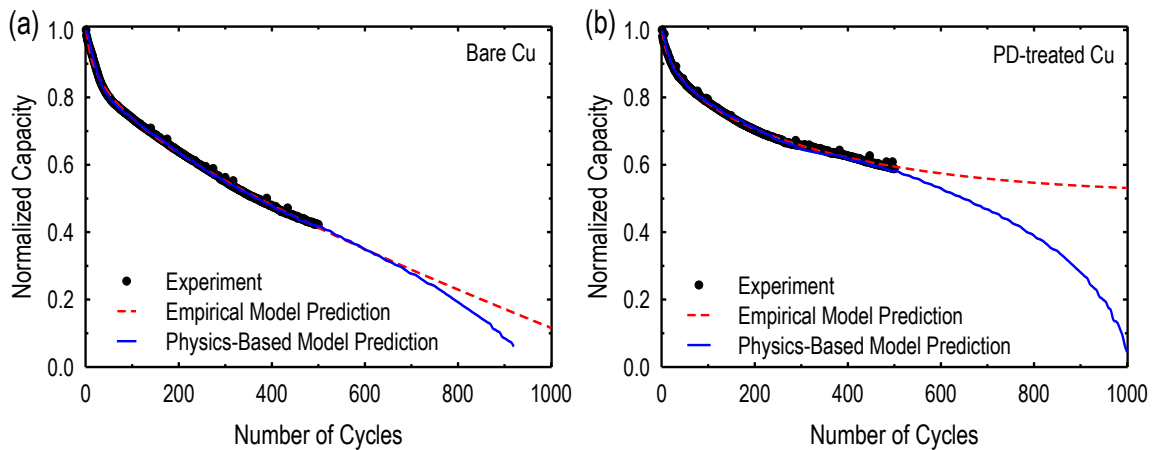 (a)
Bare Cu
Normalized Capacity
1.0
0.8
0.6
0.4
0.2
0.0
Experiment
Empirical Model Prediction
Physics-Based Model Prediction
0
200
400
600
800
1000
Number of Cycles
(b)
PD-treated Cu
Normalized Capacity
1.0
0.8
0.6
0.4
0.2
0.0
Experiment
Empirical Model Prediction
Physics-Based Model Prediction
0
200
400
600
800
1000
Number of Cycles